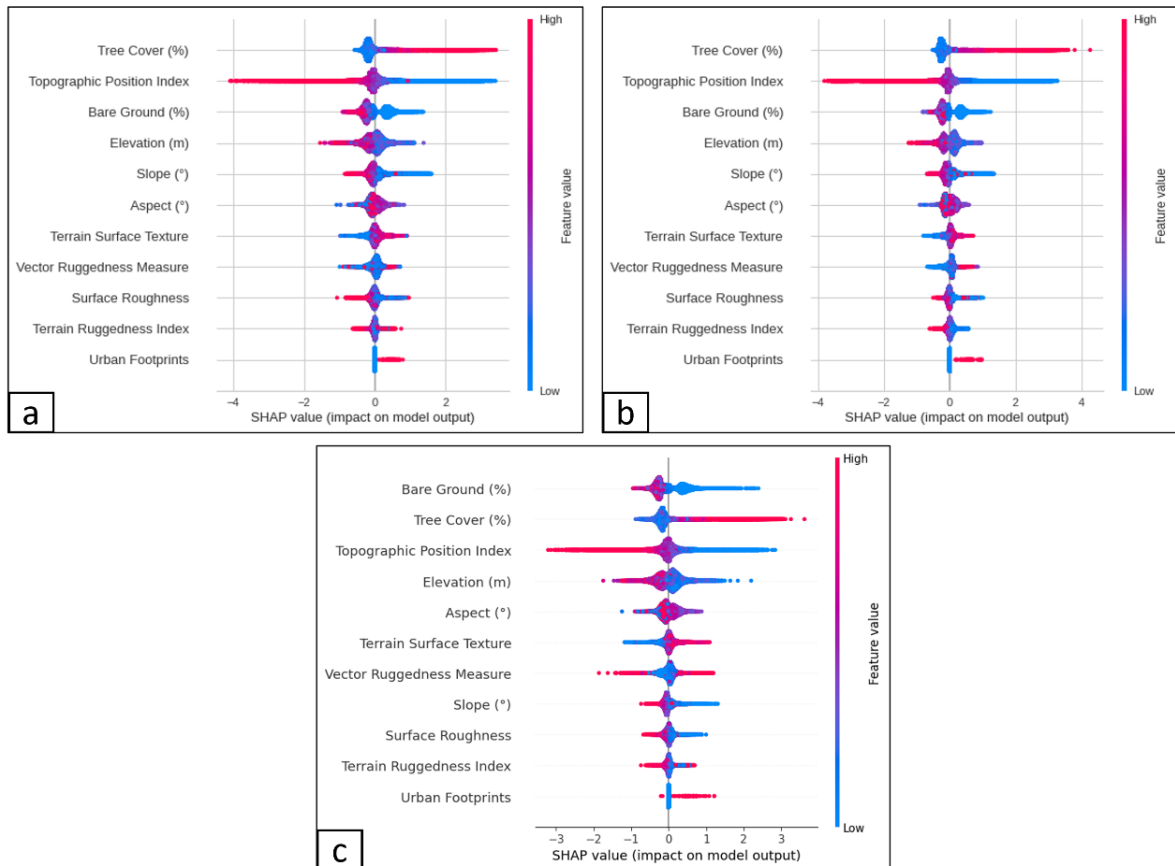 High
Tree Cover (%)
Topographic Position Index
Bare Ground (%)
Elevation (m)
Slope (°)
Aspect (°)
Terrain Surface Texture
Vector Ruggedness Measure
Surface Roughness
Terrain Ruggedness Index
Urban Footprints
Feature value
Low
-4 -2 0 2
SHAP value (impact on model output)
a
High
Tree Cover (%)
Topographic Position Index
Bare Ground (%)
Elevation (m)
Slope (°)
Aspect (°)
Terrain Surface Texture
Vector Ruggedness Measure
Surface Roughness
Terrain Ruggedness Index
Urban Footprints
Feature value
Low
-4 -2 0 2 4
SHAP value (impact on model output)
b
High
Bare Ground (%)
Tree Cover (%)
Topographic Position Index
Elevation (m)
Aspect (°)
Terrain Surface Texture
Vector Ruggedness Measure
Slope (°)
Surface Roughness
Terrain Ruggedness Index
Urban Footprints
Feature value
Low
−3 −2 −1 0 1 2 3
SHAP value (impact on model output)
c